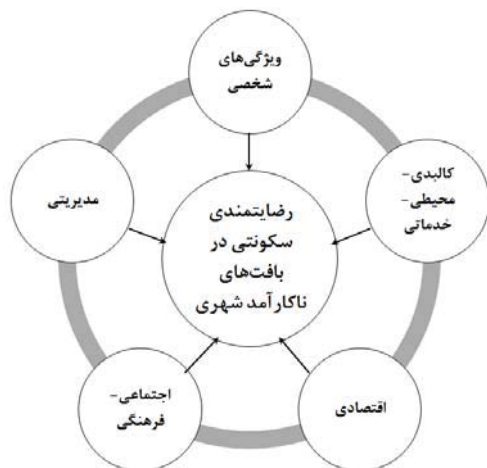 ویژگی‌های
شخصی
کالبدی-
محیطی-
خدماتی
مدیریتی
رضایتمندی
سکونتی در
بافت‌های
ناکارآمد شهری
اجتماعی-
فرهنگی
اقتصادی